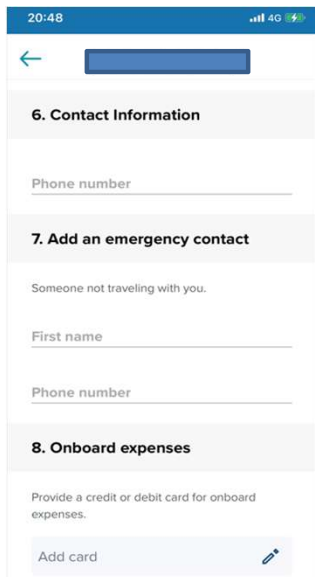 20:48
4G
6. Contact Information
Phone number
7. Add an emergency contact
Someone not traveling with you.
First name
Phone number
8. Onboard expenses
Provide a credit or debit card for onboard
expenses.
Add card